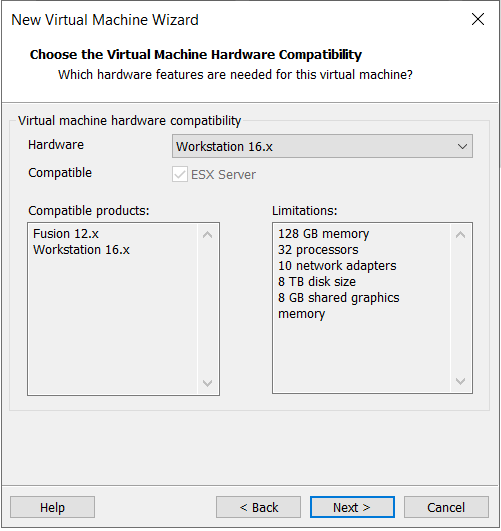 New Virtual Machine Wizard
Choose the Virtual Machine Hardware Compatibility
Which hardware features are needed for this virtual machine?
Virtual machine hardware compatibility
Hardware
Workstation 16.x
Compatible
ESX Server
Compatible products:
Fusion 12.x
Workstation 16.x
Limitations:
128 GB memory
32 processors
10 network adapters
8 TB disk size
8 GB shared graphics
memory
Help
< Back
Next >
Cancel